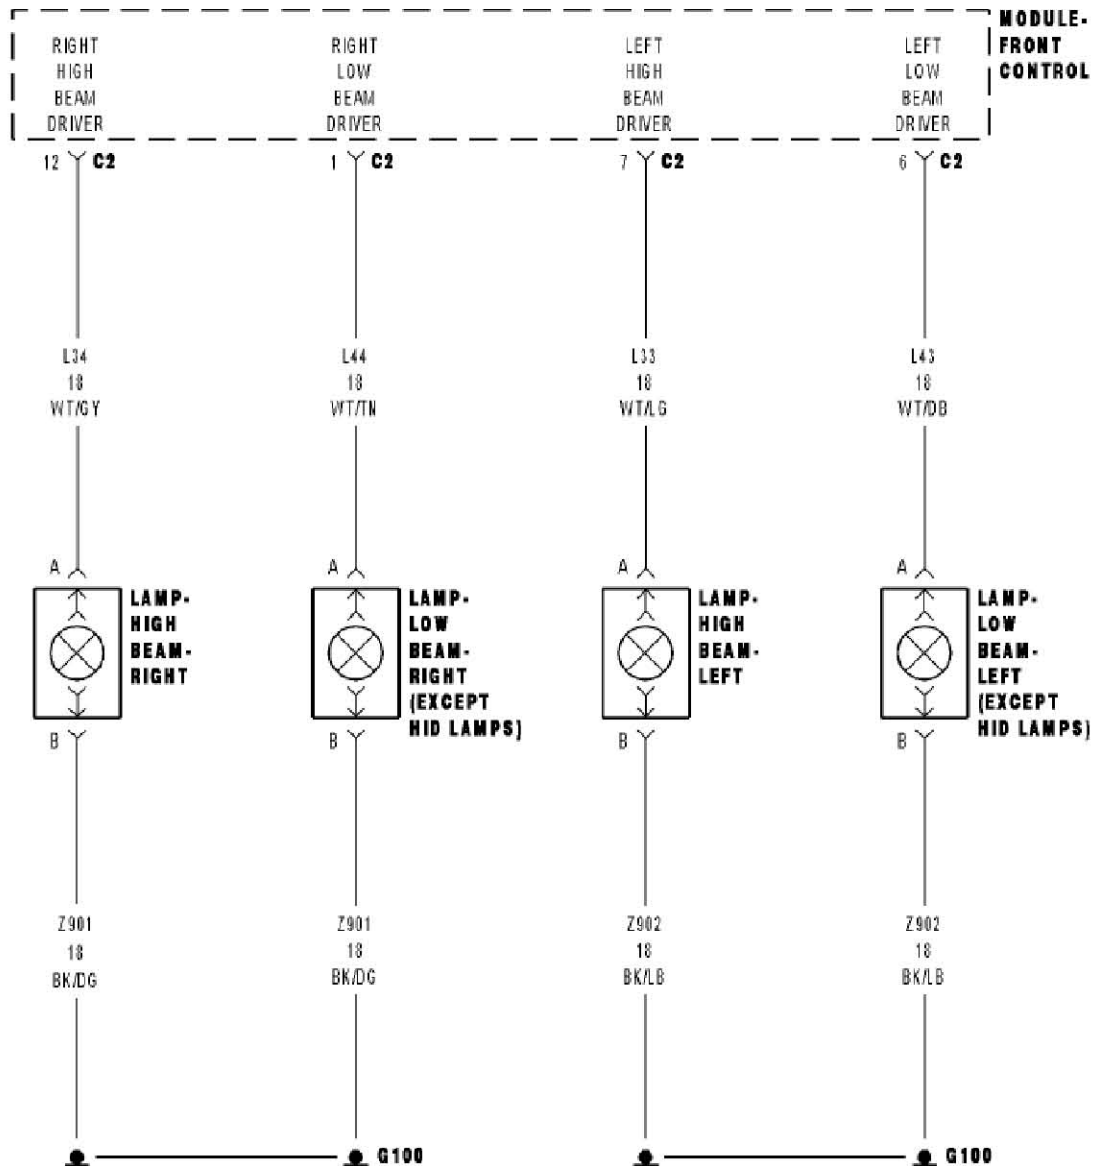 MODULE-
FRONT
CONTROL
RIGHT
HIGH
BEAM
DRIVER
RIGHT
LOW
BEAM
DRIVER
LEFT
HIGH
BEAM
DRIVER
LEFT
LOW
BEAM
DRIVER
12 C2
1 C2
7 C2
6 C2
L34
18
WT/GY
L44
18
WT/TN
L33
18
WT/LG
L43
18
WT/DB
A
A
A
A
LAMP-
HIGH
BEAM-
RIGHT
LAMP-
LOW
BEAM-
RIGHT
(EXCEPT
HID LAMPS)
LAMP-
HIGH
BEAM-
LEFT
LAMP-
LOW
BEAM-
LEFT
(EXCEPT
HID LAMPS)
B
B
B
B
Z901
18
BK/DG
Z901
18
BK/DG
Z902
18
BK/LB
Z902
18
BK/LB
G100
G100